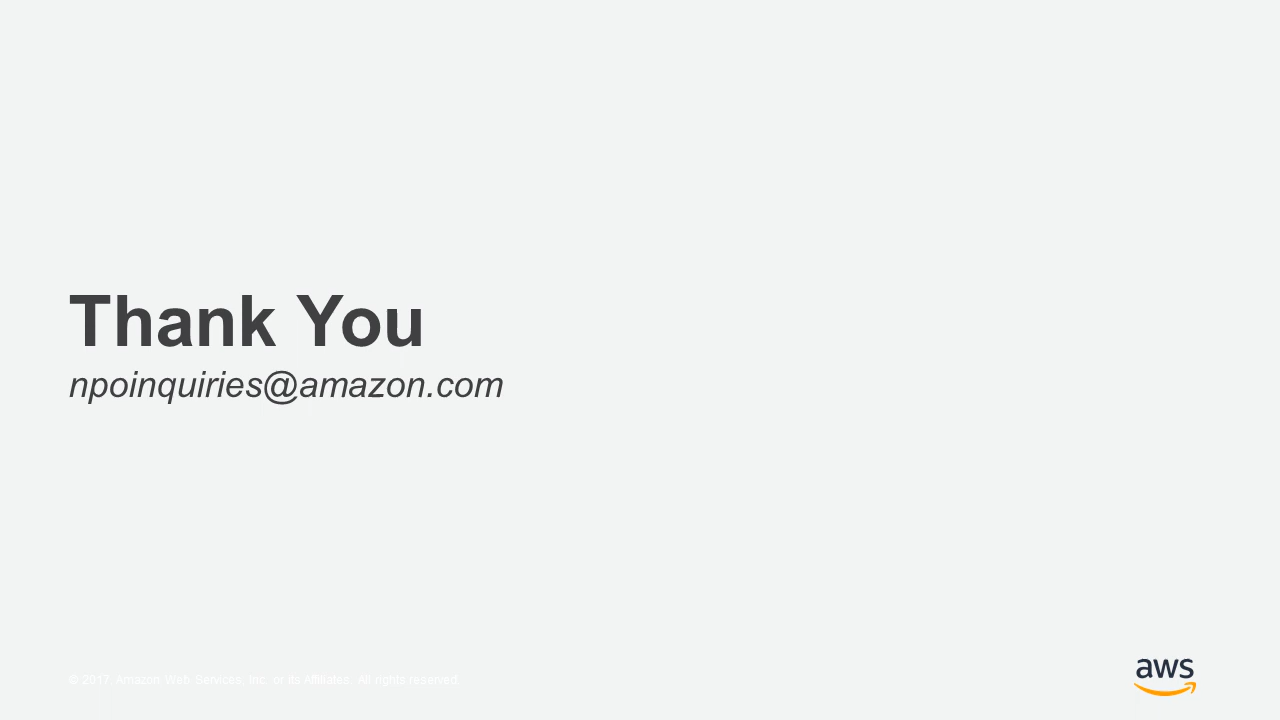 Thank You
npoinquiries@amazon.com
© 2017, Amazon Web Services, Inc. or its Affiliates. All rights reserved.
aws